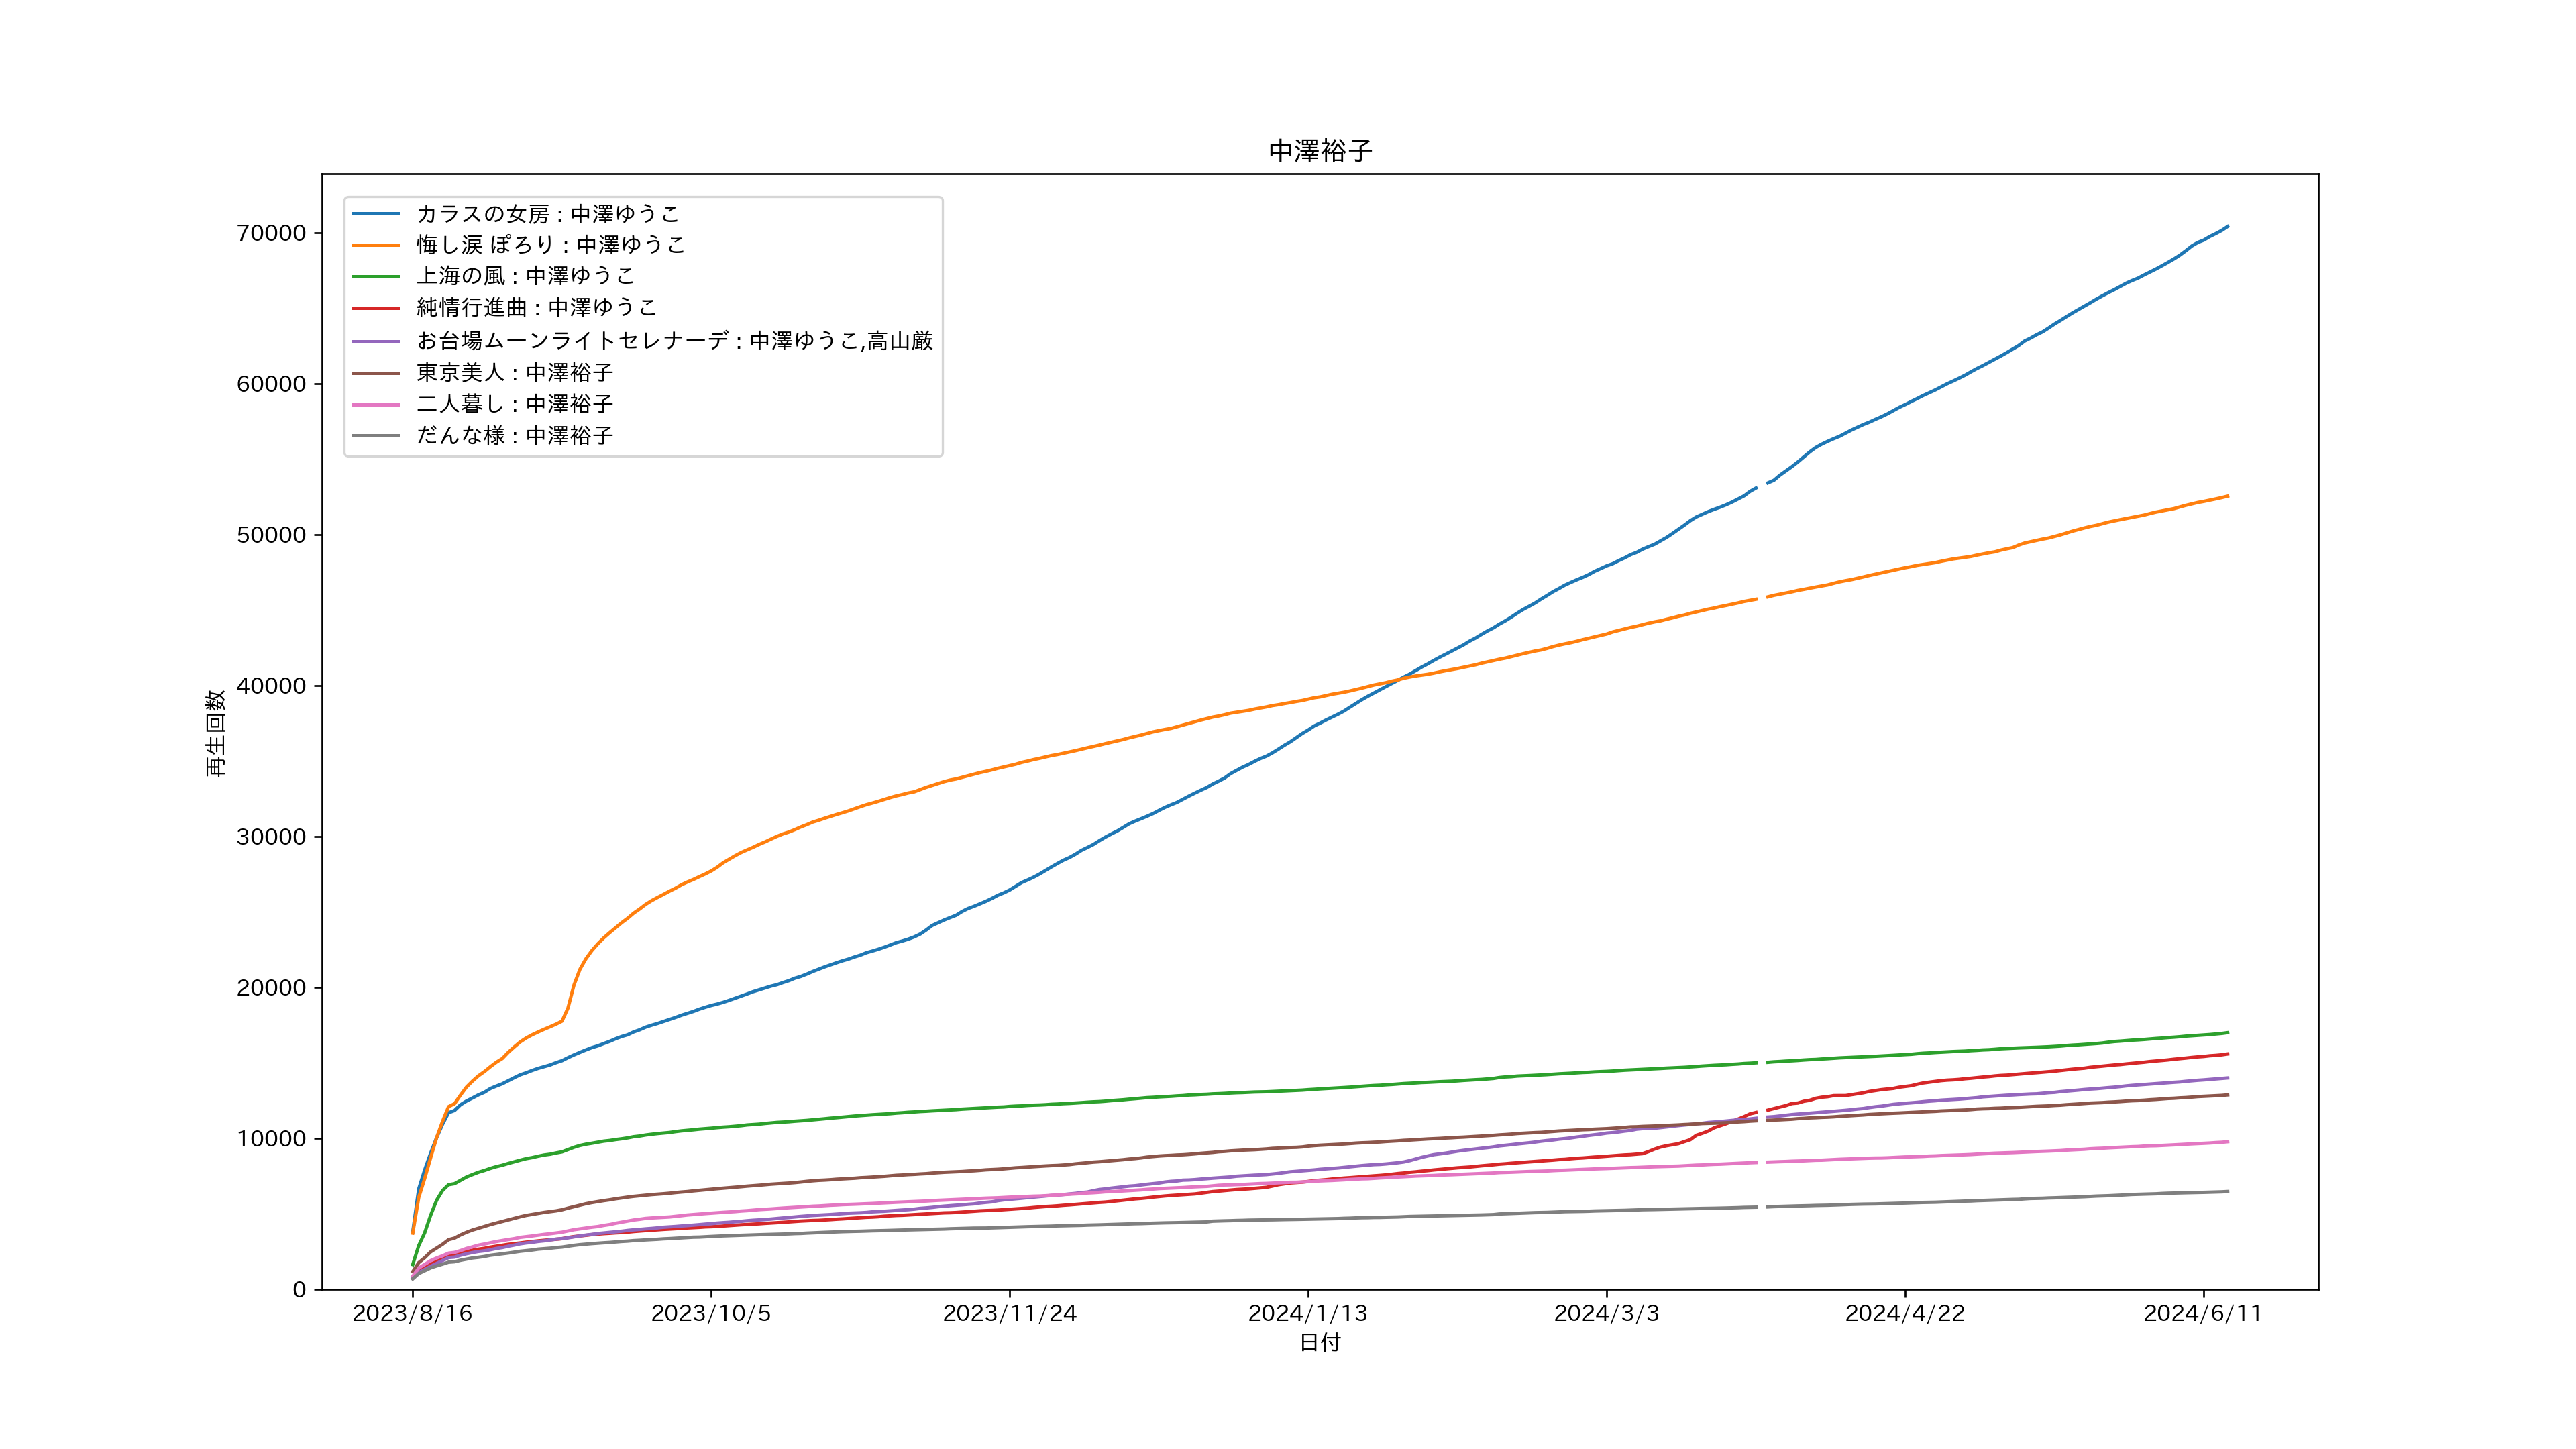 中澤裕子
カラスの女房 : 中澤ゆうこ
悔し涙 ぽろり : 中澤ゆうこ
上海の風 : 中澤ゆうこ
純情行進曲 : 中澤ゆうこ
お台場ムーンライトセレナーデ : 中澤ゆうこ,高山厳
東京美人 : 中澤裕子
二人暮し : 中澤裕子
だんな様 : 中澤裕子
70000
60000
50000
40000
30000
20000
10000
0
再生回数
2023/8/16
2023/10/5
2023/11/24
2024/1/13
2024/3/3
2024/4/22
2024/6/11
日付